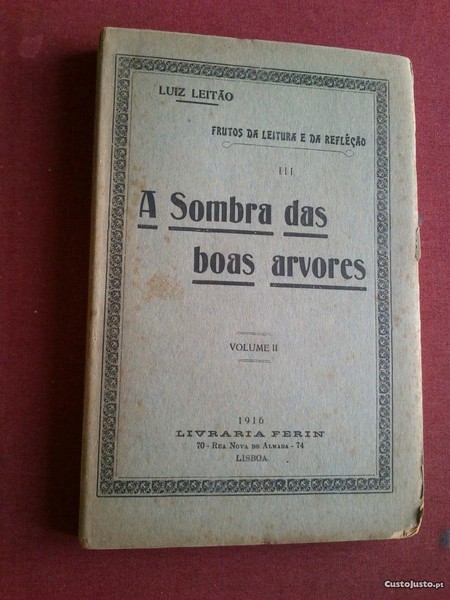 LUIZ LEITÃO
FRUTOS DA LEITURA E DA REFLÉÇÃO
III
A Sombra das
boas arvores
VOLUME II
1916
LIVRARIA FERIN
70 - RUA NOVA DO ALMADA - 74
LISBOA
CustoJusto.pt